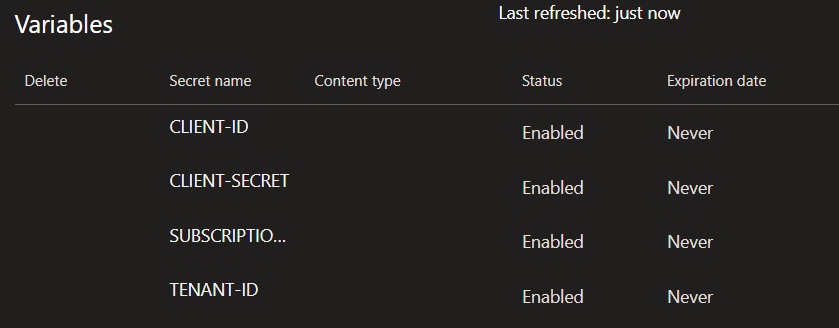 Last refreshed: just now
Variables
Delete Secret name Content type Status Expiration date
CLIENT-ID Enabled Never
CLIENT-SECRET Enabled Never
SUBSCRIPTIO... Enabled Never
TENANT-ID Enabled Never